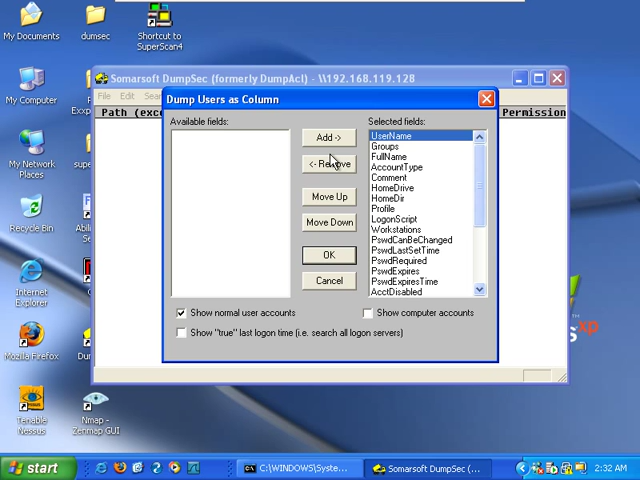 My Documents
dumsec
Shortcut to
SuperScan4
My Computer
My Network
Places
Recycle Bin
Internet
Explorer
Mozilla Firefox
Tenable
Nessus
Nmap -
Zenmap GUI
Somarsoft DumpSec (formerly DumpAcl) - \\192.168.119.128
File Edit
Path (exc
Permission
Dump Users as Column
Available fields:
Selected fields:
Add ->
<- Remove
Move Up
Move Down
OK
Cancel
UserName
Groups
FullName
AccountType
Comment
HomeDrive
HomeDir
Profile
LogonScript
Workstations
PswdCanBeChanged
PswdLastSetTime
PswdRequired
PswdExpires
PswdExpiresTime
AcctDisabled
Show normal user accounts
Show computer accounts
Show "true" last logon time (i.e. search all logon servers)
xp
start
C:\WINDOWS\Syste...
Somarsoft DumpSec (...
2:32 AM